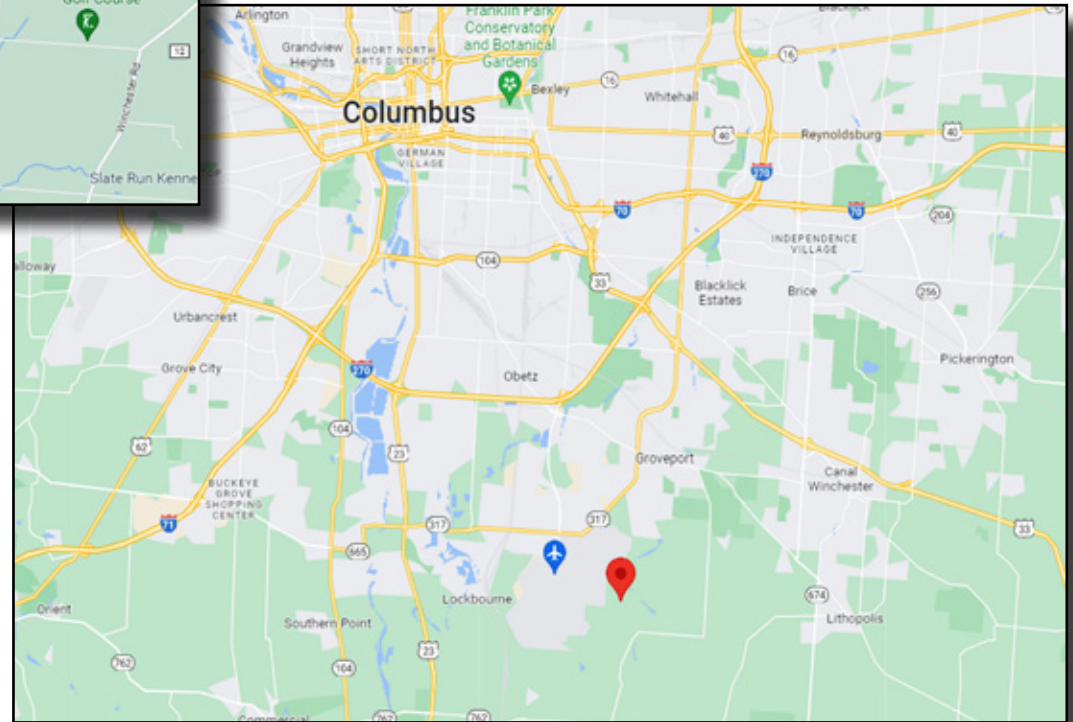 Golf Course
12
Winchester Rd
Slate Run Kenne
Arlington
Franklin Park
Conservatory
and Botanical
Gardens
Grandview
Heights
SHORT NORTH
ARTS DISTRICT
16
16
Bexley
Whitehall
Columbus
40
Reynoldsburg
40
GERMAN
VILLAGE
270
70
70
204
INDEPENDENCE
VILLAGE
alloway
104
33
Blacklick
Estates
Brice
256
Urbancrest
Grove City
270
Obetz
Pickerington
104
62
23
Groveport
Canal
Winchester
BUCKEYE
GROVE
SHOPPING
CENTER
71
317
317
33
665
Orient
Lockbourne
674
Southern Point
Lithopolis
23
762
104
Commercial
762
762